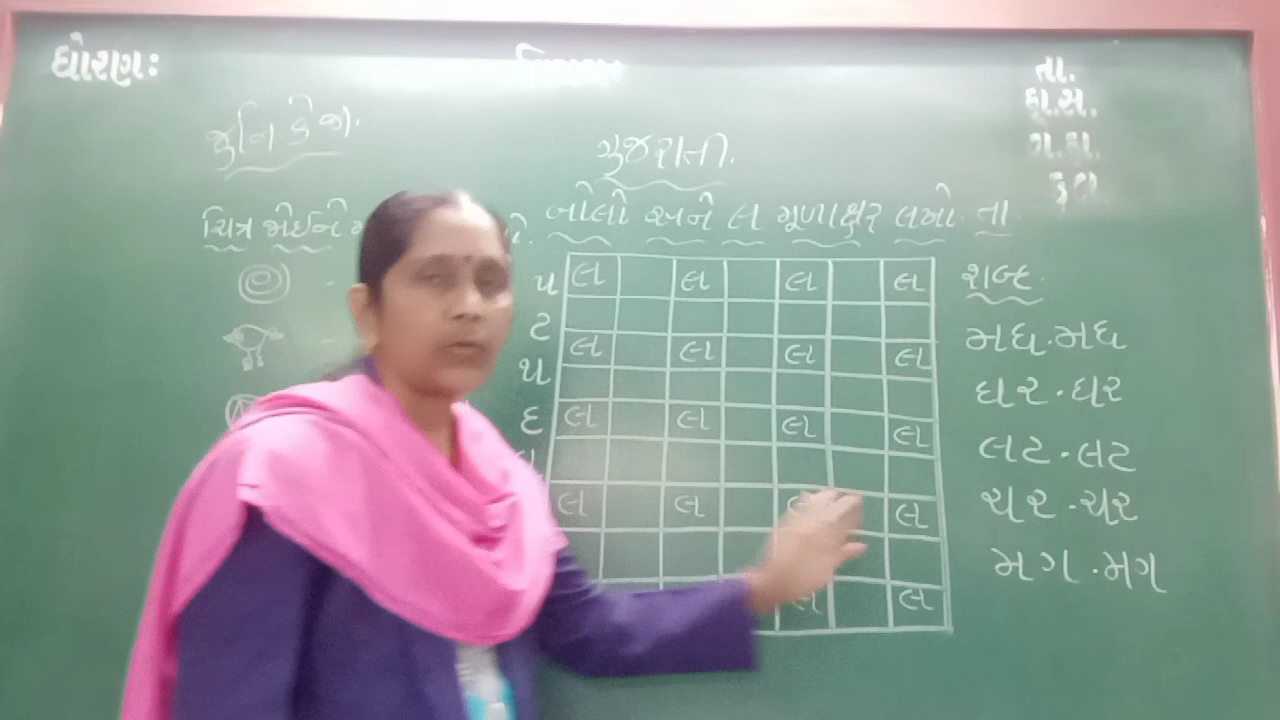 ધોરણઃ
તા.
હા.સ.
ગ.હા.
કુલ
જુનિ કેજી.
ગુજરાતી.
ચિત્ર જોઈને
બોલો અને લ મૂળાક્ષર લખો. તા
પ લ લ લ લ
ટ
થ લ લ લ લ
દ લ લ લ લ
લ લ લ લ
લ લ
શબ્દ.
મધ.મધ
ઘર.ઘર
લટ.લટ
ચર.ચર
મગ.મગ